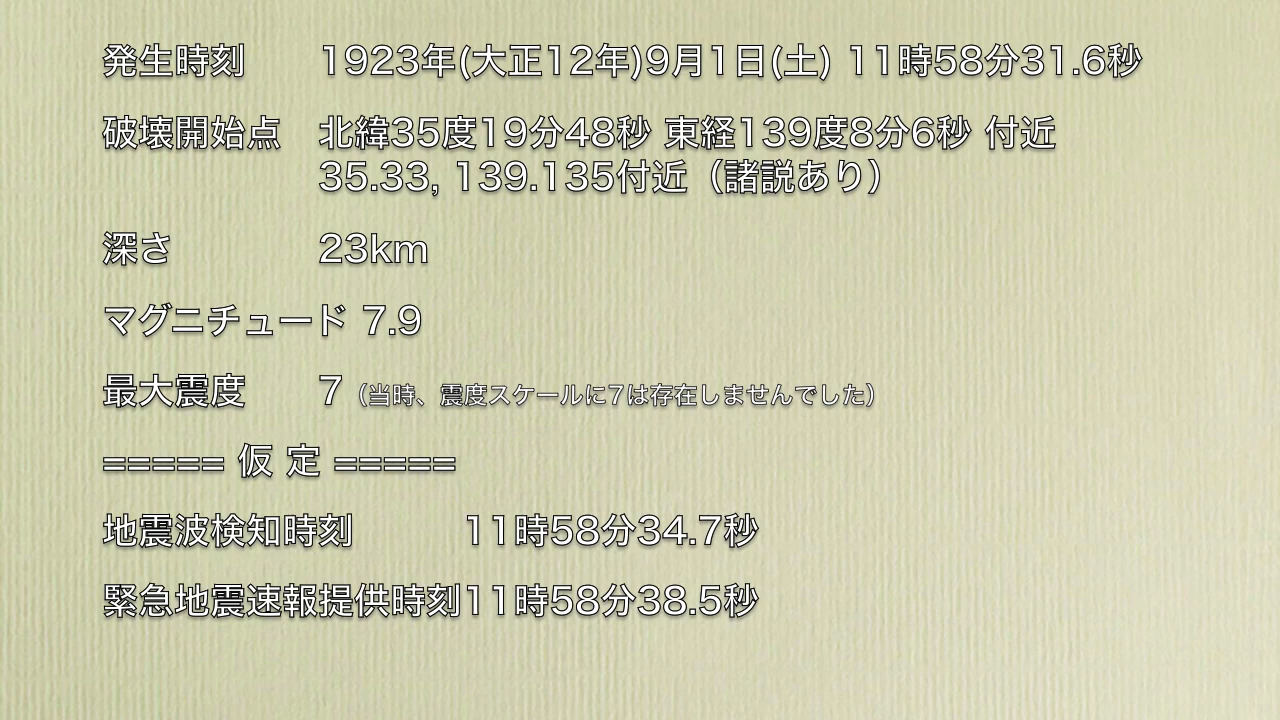 発生時刻 1923年(大正12年)9月1日(土) 11時58分31.6秒
破壊開始点 北緯35度19分48秒 東経139度8分6秒 付近
35.33, 139.135付近（諸説あり）
深さ 23km
マグニチュード 7.9
最大震度 7（当時、震度スケールに7は存在しませんでした）
===== 仮 定 =====
地震波検知時刻 11時58分34.7秒
緊急地震速報提供時刻11時58分38.5秒